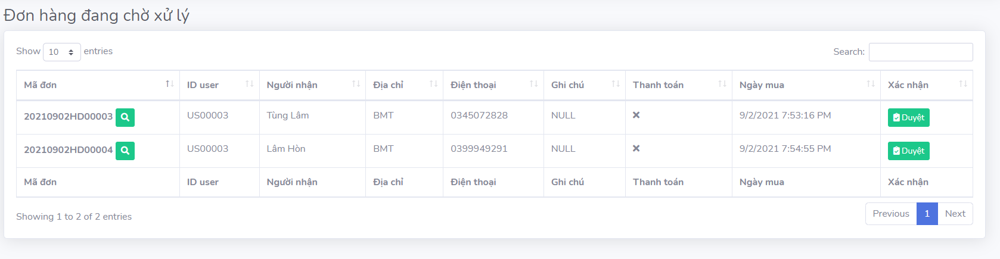 Đơn hàng đang chờ xử lý
Show 10 entries Search:
Mã đơn ID user Người nhận Địa chỉ Điện thoại Ghi chú Thanh toán Ngày mua Xác nhận
20210902HD00003 US00003 Tùng Lâm BMT 0345072828 NULL 9/2/2021 7:53:16 PM Duyệt
20210902HD00004 US00003 Lâm Hòn BMT 0399949291 NULL 9/2/2021 7:54:55 PM Duyệt
Mã đơn ID user Người nhận Địa chỉ Điện thoại Ghi chú Thanh toán Ngày mua Xác nhận
Showing 1 to 2 of 2 entries Previous 1 Next